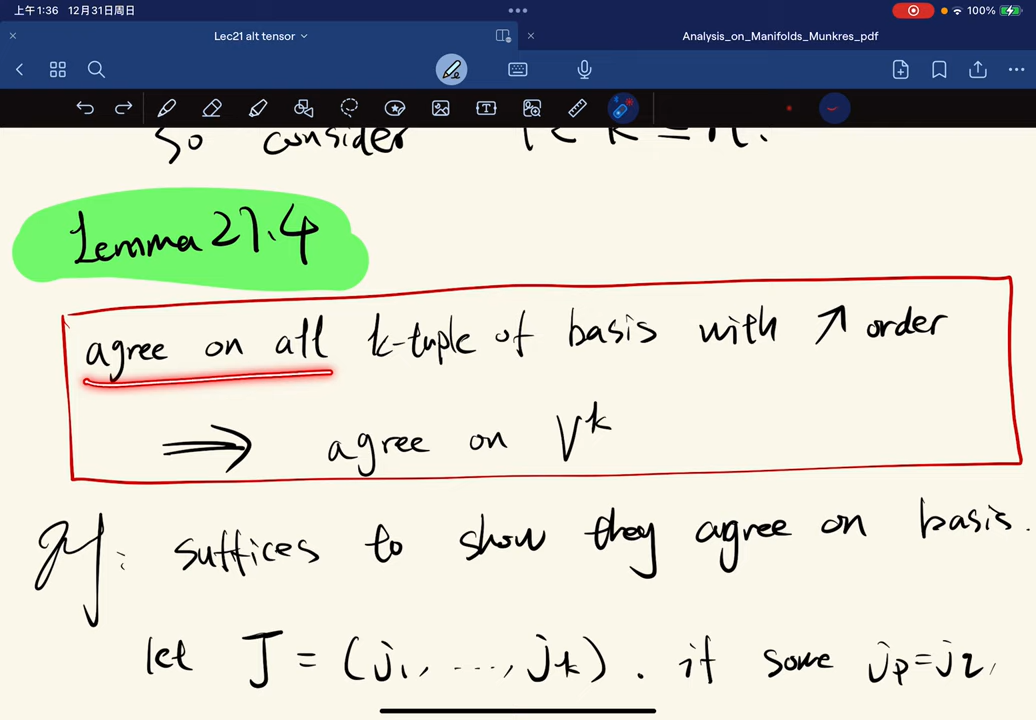 上午1:36 12月31日周日
100%
Lec21 alt tensor
Analysis_on_Manifolds_Munkres_pdf
So consider 1<k≤n.
Lemma 27.4
agree on all k-tuple of basis with ↗ order
⟹ agree on V^k
pf: suffices to show they agree on basis.
let J = (j1, ..., jk). if some jp=jq,